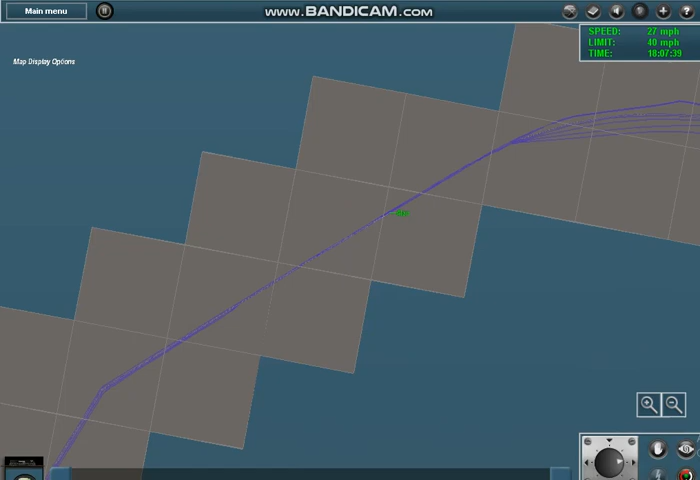 Main menu
www.BANDICAM.com
SPEED: 27 mph
LIMIT: 40 mph
TIME: 18:07:39
Map Display Options